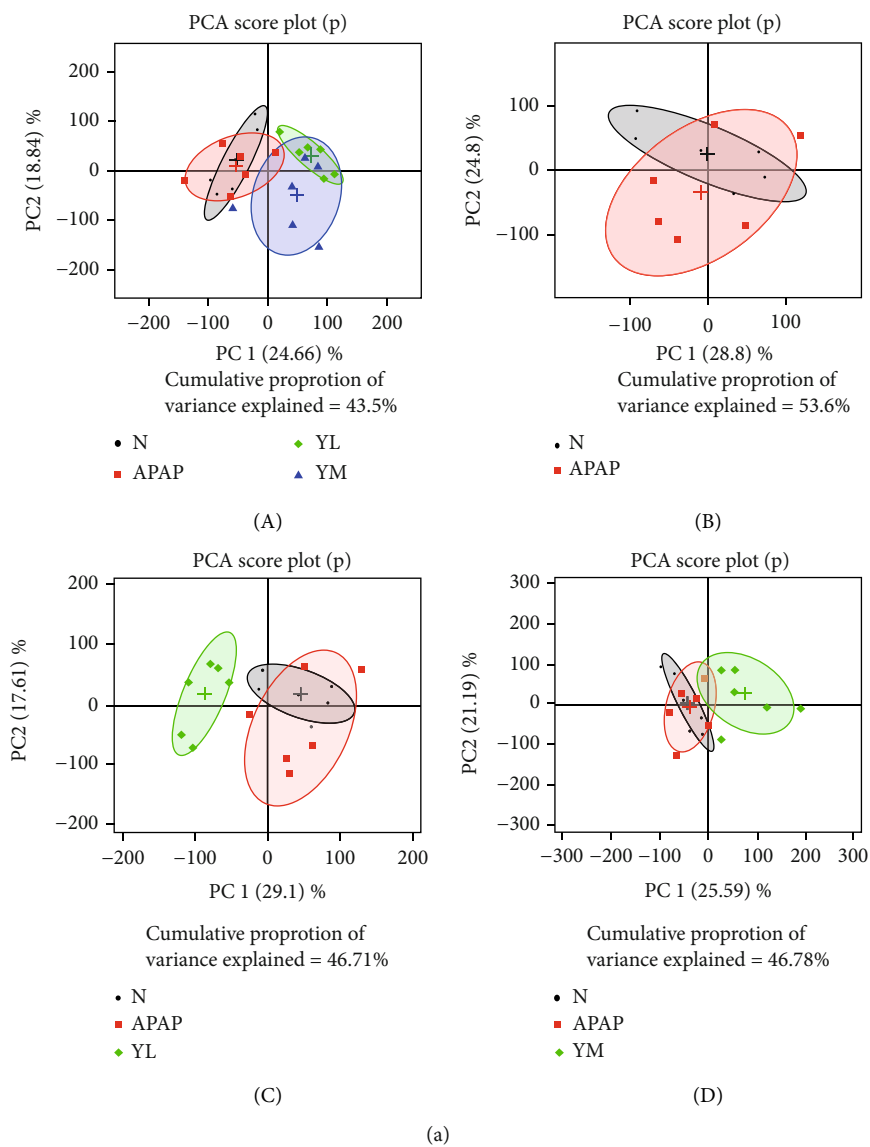 PCA score plot (p)
200
100
0
−100
−200
PC2 (18.84) %
−200 −100 0 100 200
PC 1 (24.66) %
Cumulative proprotion of
variance explained = 43.5%
N
APAP
YL
YM
(A)
PCA score plot (p)
100
0
−100
PC2 (24.8) %
−100 0 100
PC 1 (28.8) %
Cumulative proprotion of
variance explained = 53.6%
N
APAP
(B)
PCA score plot (p)
200
100
0
−100
−200
PC2 (17.61) %
−200 −100 0 100 200
PC 1 (29.1) %
Cumulative proprotion of
variance explained = 46.71%
N
APAP
YL
(C)
PCA score plot (p)
300
200
100
0
−100
−200
−300
PC2 (21.19) %
−300 −200 −100 0 100 200 300
PC 1 (25.59) %
Cumulative proprotion of
variance explained = 46.78%
N
APAP
YM
(D)
(a)